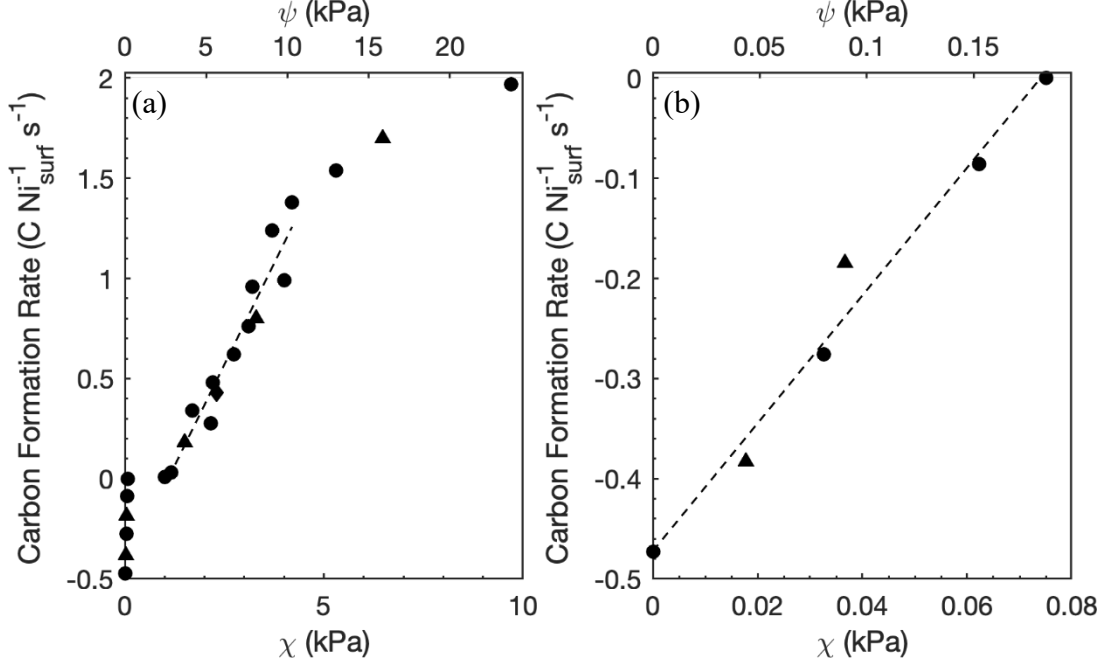 ψ (kPa)
0 5 10 15 20
(a)
Carbon Formation Rate (C Ni⁻¹surf s⁻¹)
2
1.5
1
0.5
0
-0.5
0 5 10
χ (kPa)
ψ (kPa)
0 0.05 0.1 0.15
(b)
Carbon Formation Rate (C Ni⁻¹surf s⁻¹)
0
-0.1
-0.2
-0.3
-0.4
-0.5
0 0.02 0.04 0.06 0.08
χ (kPa)